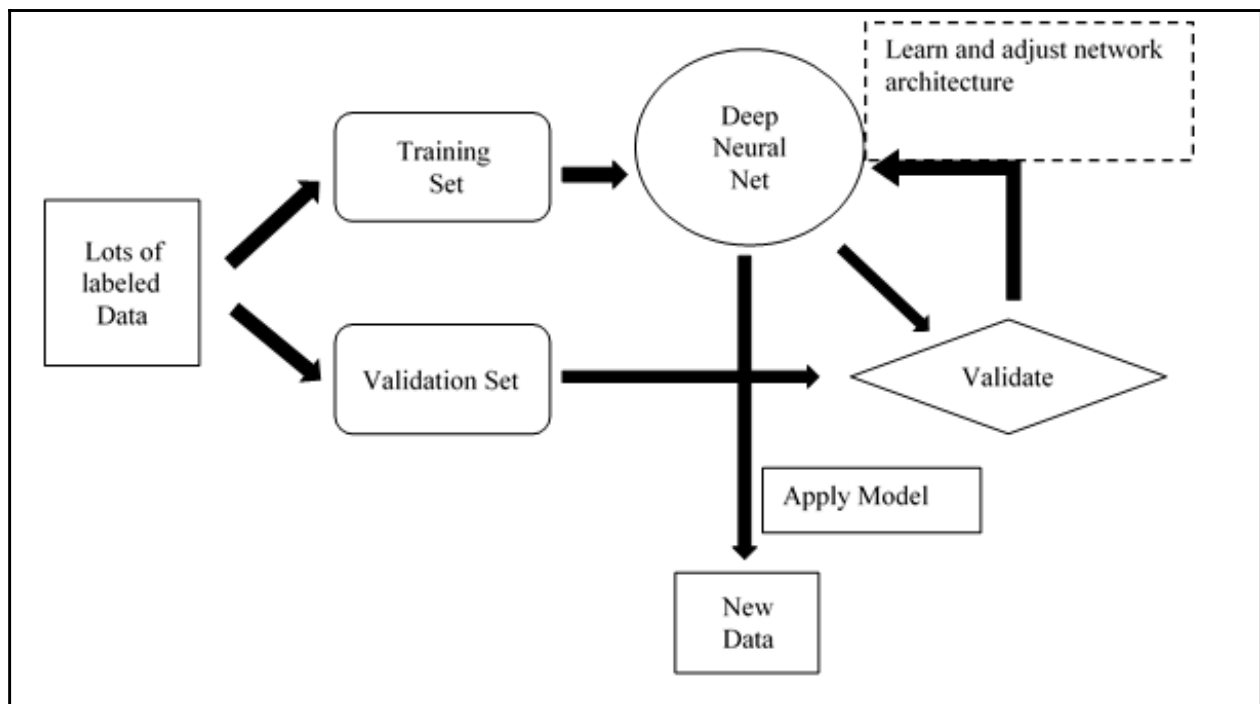 Lots of
labeled
Data
Training
Set
Validation Set
Deep
Neural
Net
Learn and adjust network
architecture
Validate
Apply Model
New
Data